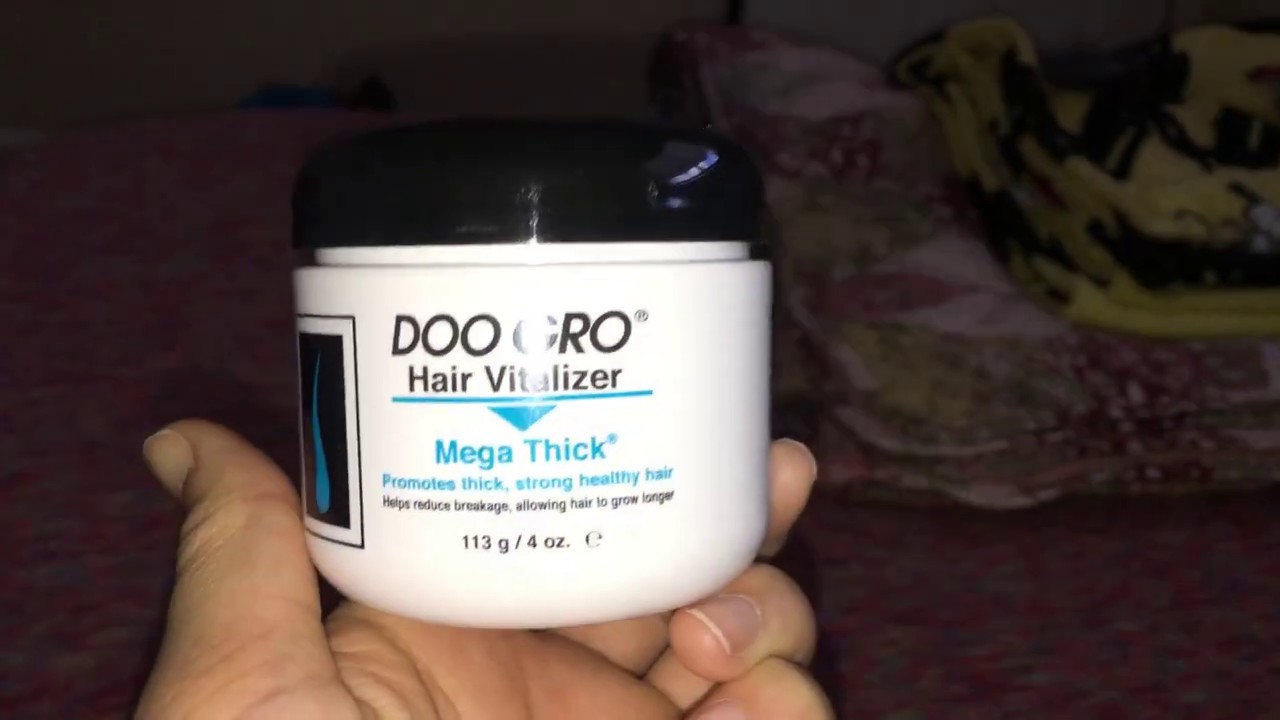 DOO GRO®
Hair Vitalizer
Mega Thick®
Promotes thick, strong healthy hair
Helps reduce breakage, allowing hair to grow longer
113 g / 4 oz. ℮